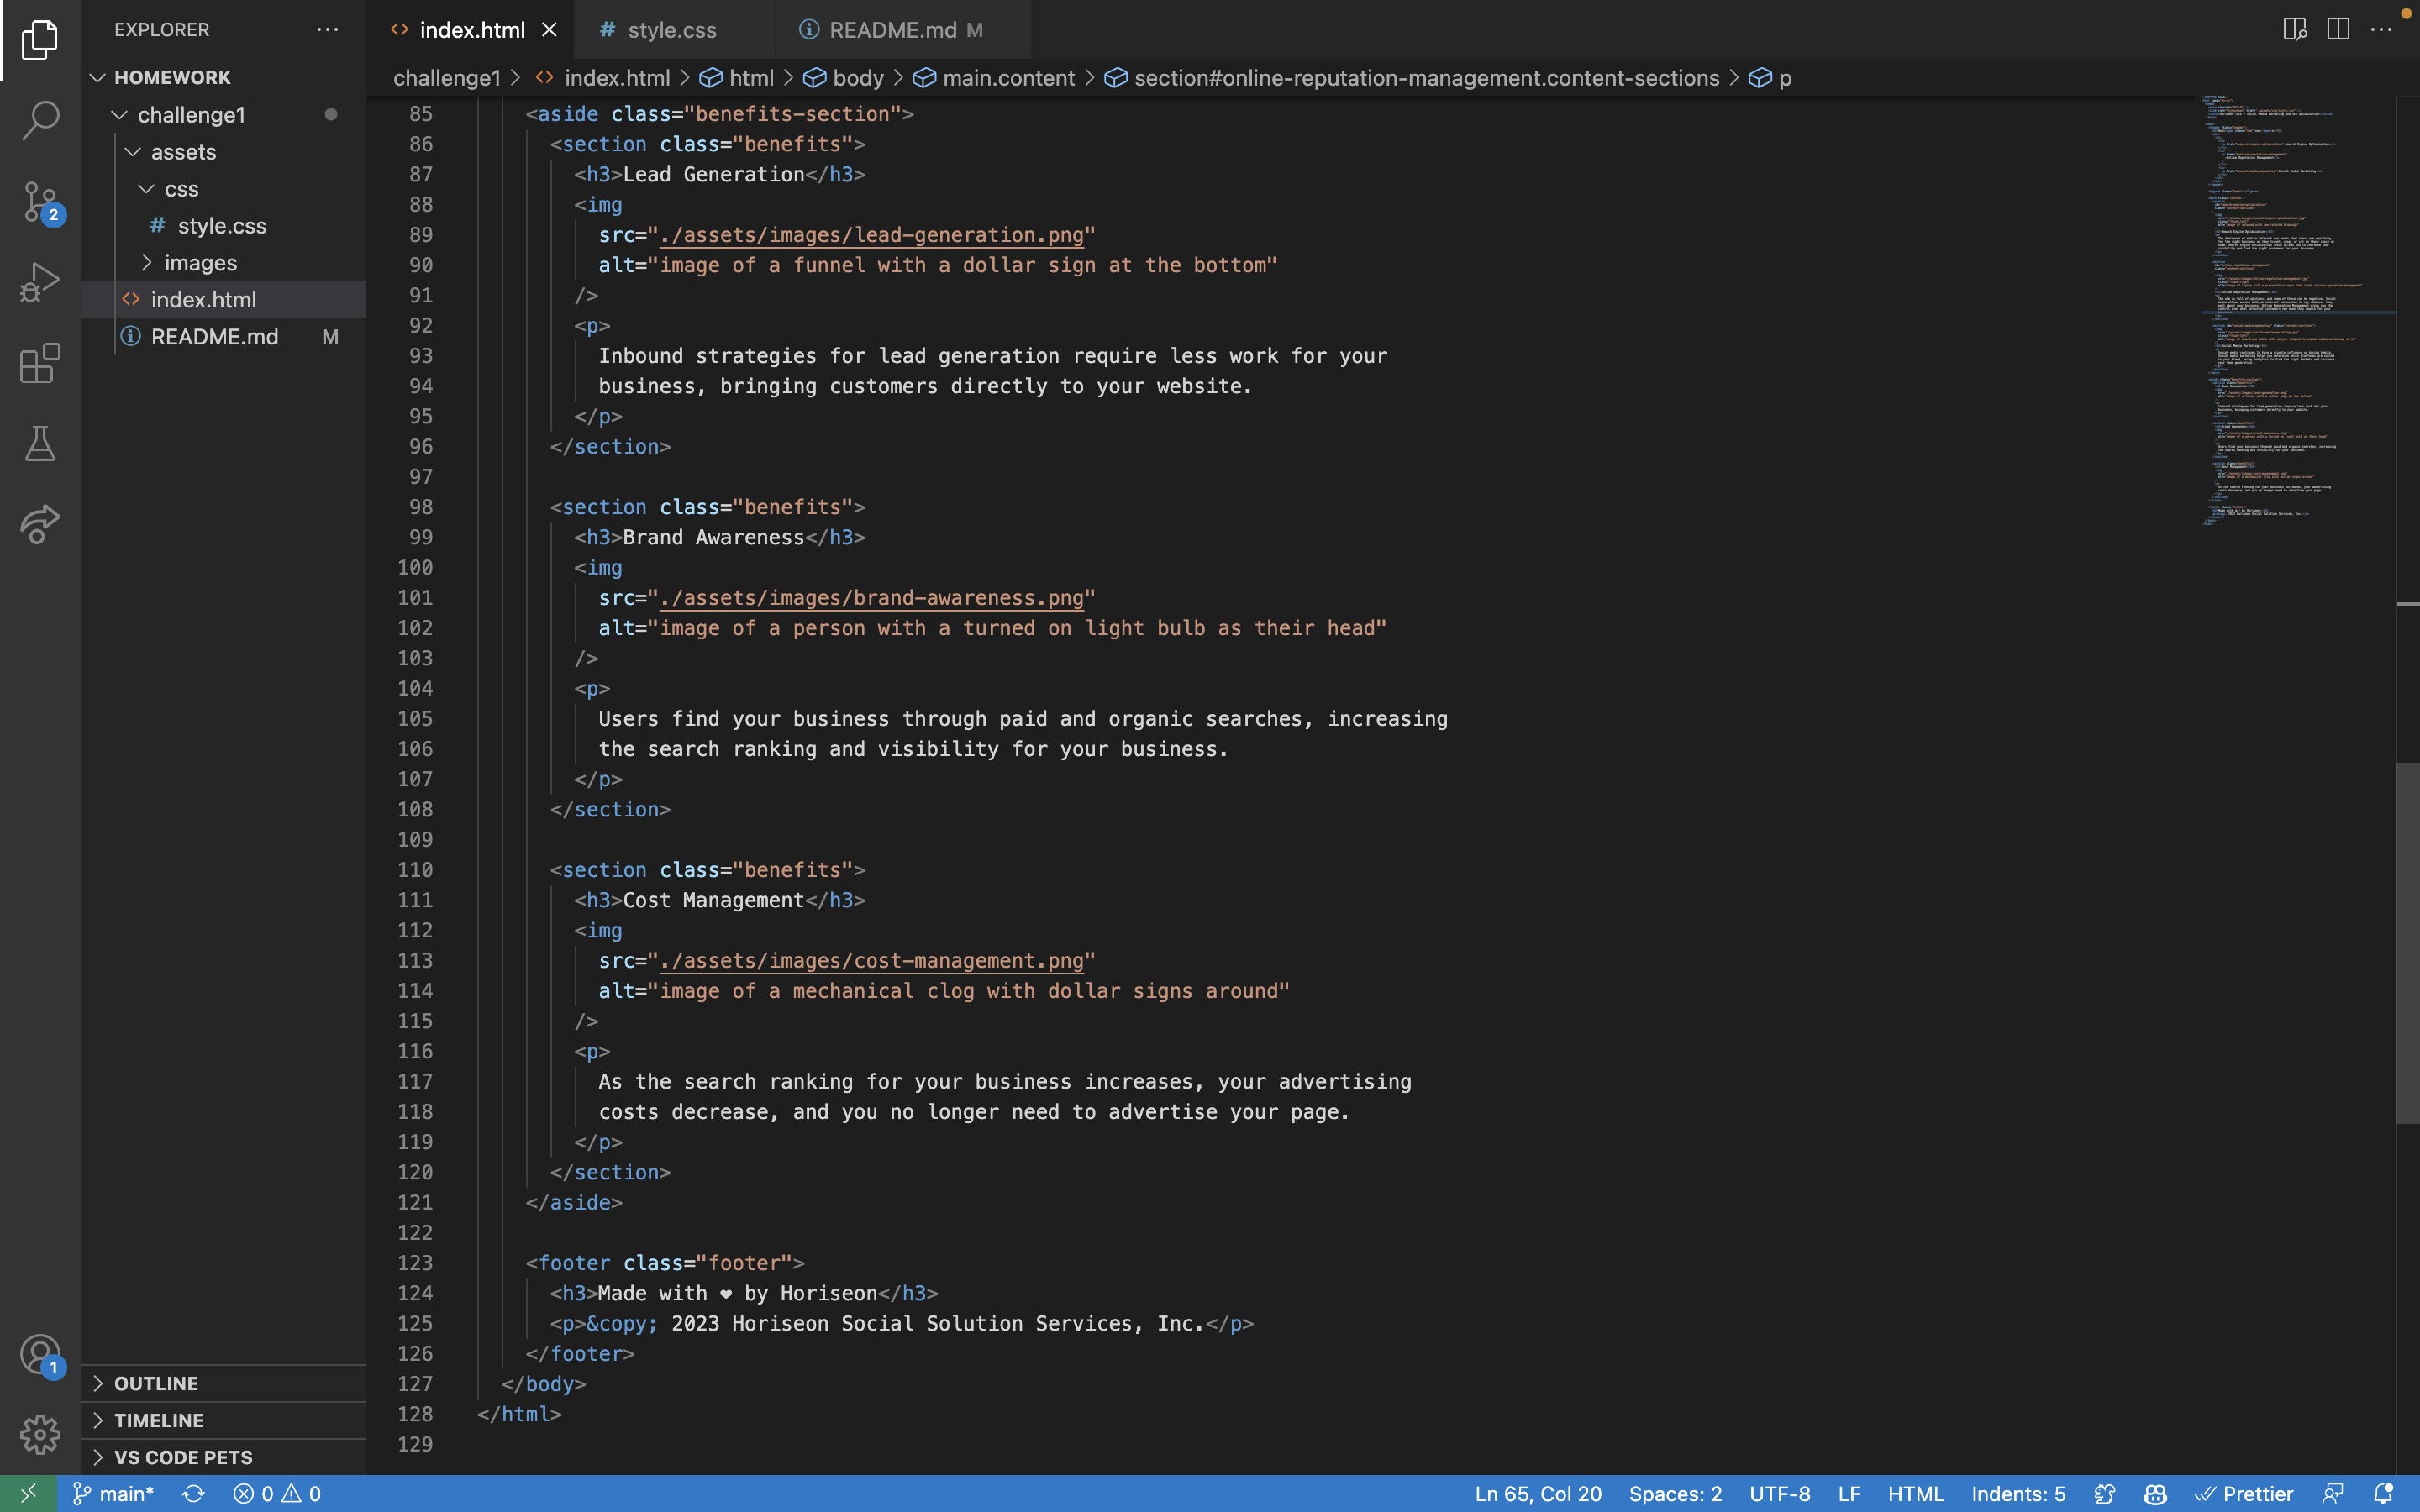 EXPLORER
HOMEWORK
challenge1
assets
css
# style.css
images
index.html
README.md M
OUTLINE
TIMELINE
VS CODE PETS
index.html
# style.css
README.md M
challenge1 > index.html > html > body > main.content > section#online-reputation-management.content-sections > p
85 <aside class="benefits-section">
86 <section class="benefits">
87 <h3>Lead Generation</h3>
88 <img
89 src="./assets/images/lead-generation.png"
90 alt="image of a funnel with a dollar sign at the bottom"
91 />
92 <p>
93 Inbound strategies for lead generation require less work for your
94 business, bringing customers directly to your website.
95 </p>
96 </section>
97
98 <section class="benefits">
99 <h3>Brand Awareness</h3>
100 <img
101 src="./assets/images/brand-awareness.png"
102 alt="image of a person with a turned on light bulb as their head"
103 />
104 <p>
105 Users find your business through paid and organic searches, increasing
106 the search ranking and visibility for your business.
107 </p>
108 </section>
109
110 <section class="benefits">
111 <h3>Cost Management</h3>
112 <img
113 src="./assets/images/cost-management.png"
114 alt="image of a mechanical clog with dollar signs around"
115 />
116 <p>
117 As the search ranking for your business increases, your advertising
118 costs decrease, and you no longer need to advertise your page.
119 </p>
120 </section>
121 </aside>
122
123 <footer class="footer">
124 <h3>Made with ❤ by Horiseon</h3>
125 <p>&copy; 2023 Horiseon Social Solution Services, Inc.</p>
126 </footer>
127 </body>
128 </html>
129
2
1
main* 0 0 Ln 65, Col 20 Spaces: 2 UTF-8 LF HTML Indents: 5 Prettier